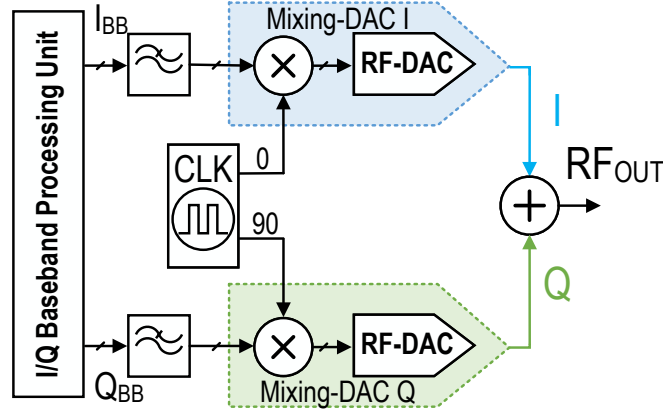 I/Q Baseband Processing Unit
IBB
Mixing-DAC I
RF-DAC
I
CLK
0
90
RFOUT
Q
QBB
RF-DAC
Mixing-DAC Q